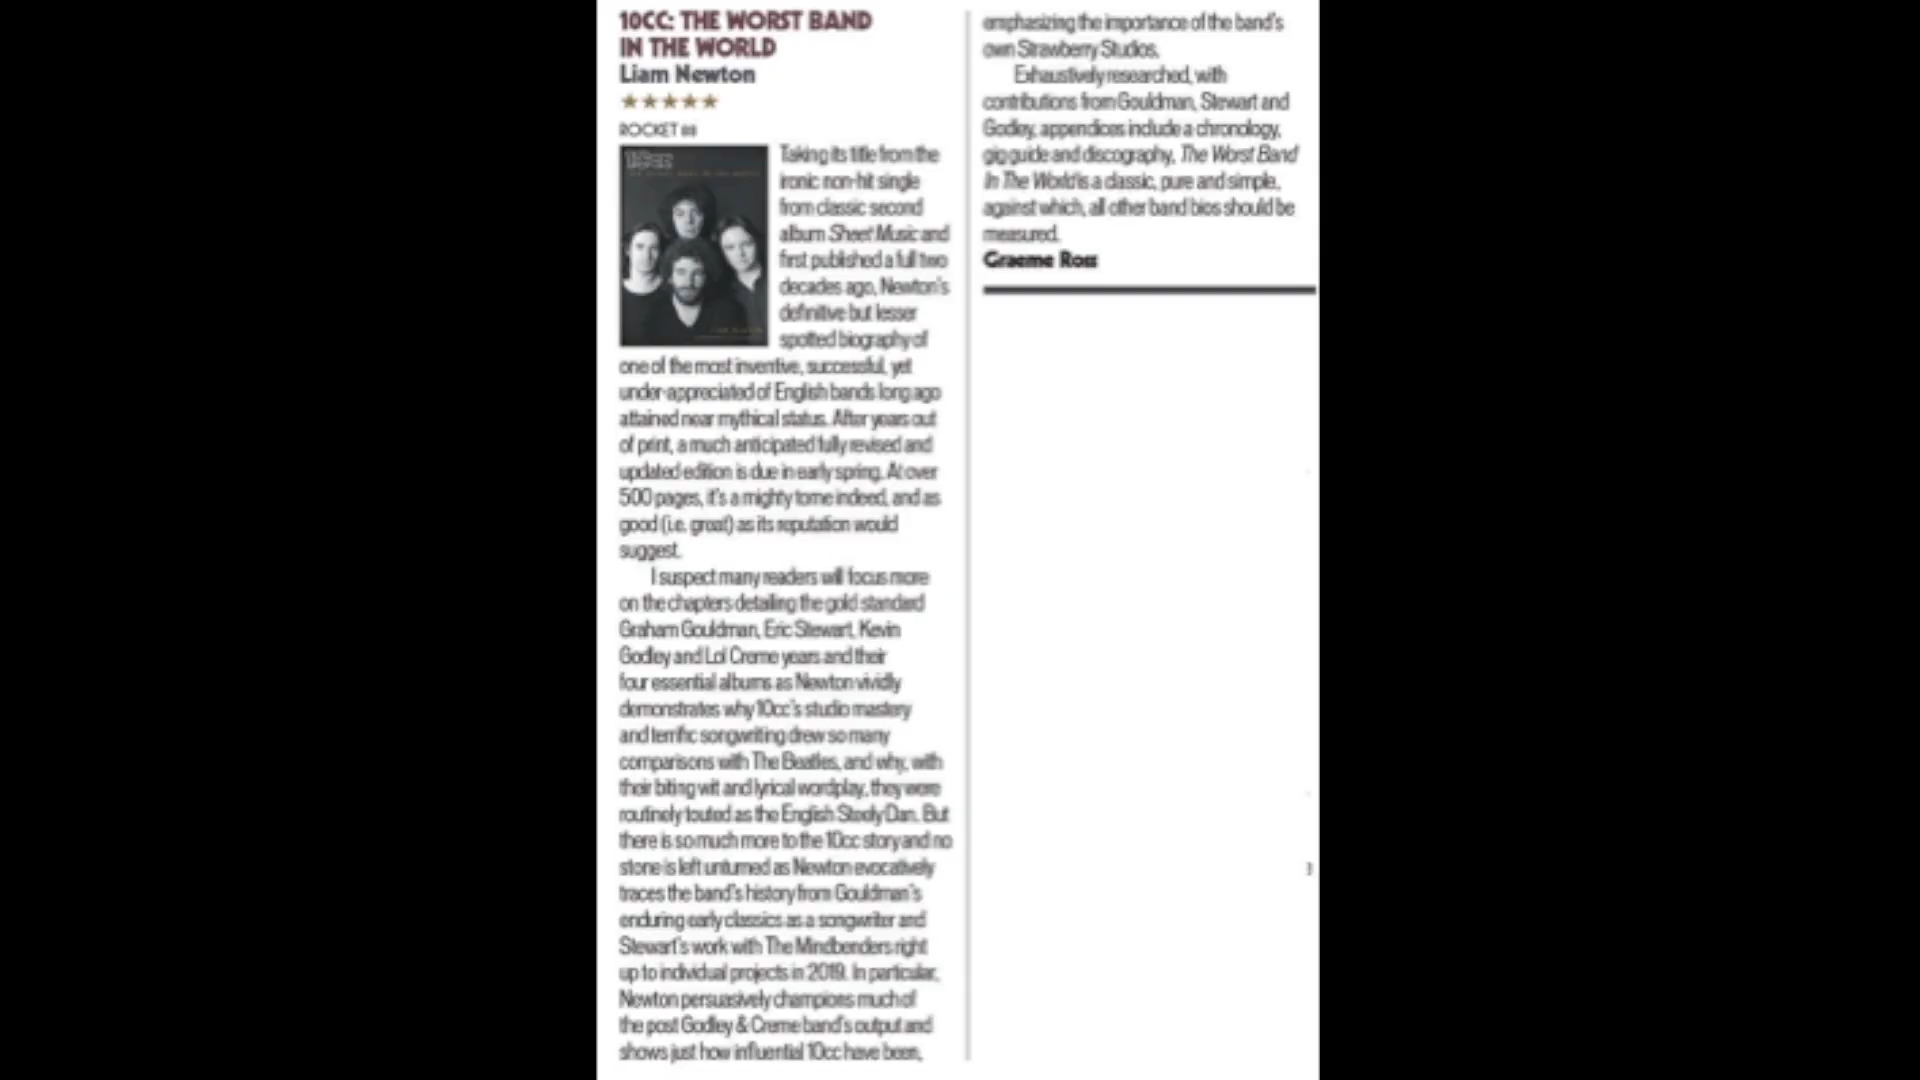 10CC: THE WORST BAND
IN THE WORLD
Liam Newton
★★★★★
ROCKET 88
Taking its title from the
ironic non-hit single
from classic second
album Sheet Music and
first published a full two
decades ago, Newton's
definitive but lesser
spotted biography of
one of the most inventive, successful, yet
under-appreciated of English bands long ago
attained near mythical status. After years out
of print, a much anticipated fully revised and
updated edition is due in early spring. At over
500 pages, it's a mighty tome indeed, and as
good (i.e. great) as its reputation would
suggest.
I suspect many readers will focus more
on the chapters detailing the gold standard
Graham Gouldman, Eric Stewart, Kevin
Godley and Lol Creme years and their
four essential albums as Newton vividly
demonstrates why 10cc's studio mastery
and terrific songwriting drew so many
comparisons with The Beatles, and why, with
their biting wit and lyrical wordplay, they were
routinely touted as the English Steely Dan. But
there is so much more to the 10cc story and no
stone is left unturned as Newton evocatively
traces the band's history from Gouldman's
enduring early classics as a songwriter and
Stewart's work with The Mindbenders right
up to individual projects in 2019. In particular,
Newton persuasively champions much of
the post Godley & Creme band's output and
shows just how influential 10cc have been,
emphasizing the importance of the band's
own Strawberry Studios.
Exhaustively researched, with
contributions from Gouldman, Stewart and
Godley, appendices include a chronology,
gig guide and discography, The Worst Band
In The World is a classic, pure and simple,
against which, all other band bios should be
measured.
Graeme Ross